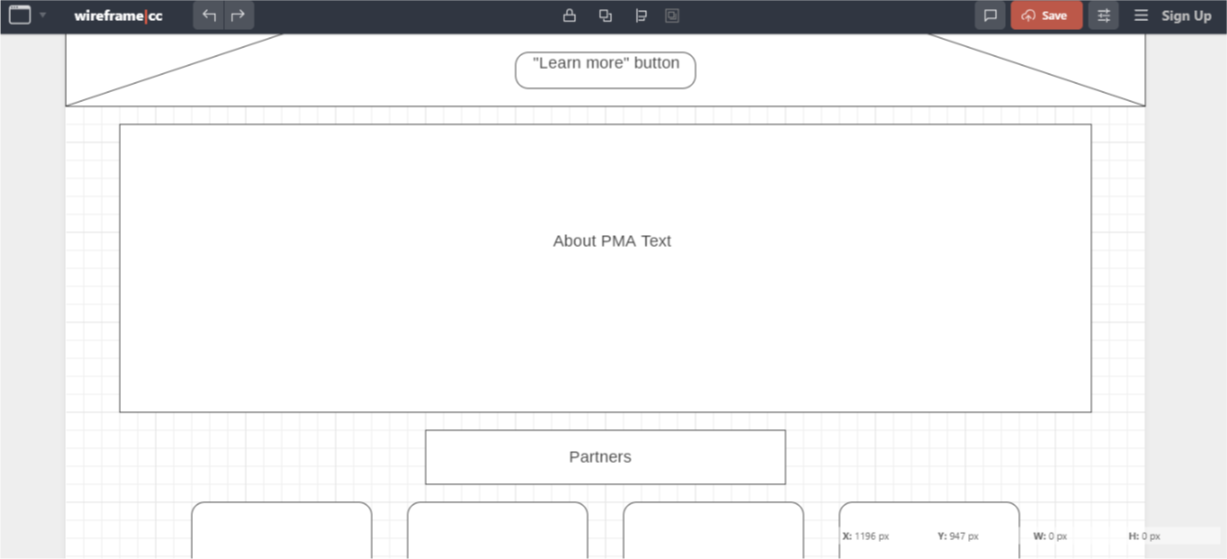 wireframe|cc
Save
Sign Up
"Learn more" button
About PMA Text
Partners
X: 1196 px Y: 947 px W: 0 px H: 0 px